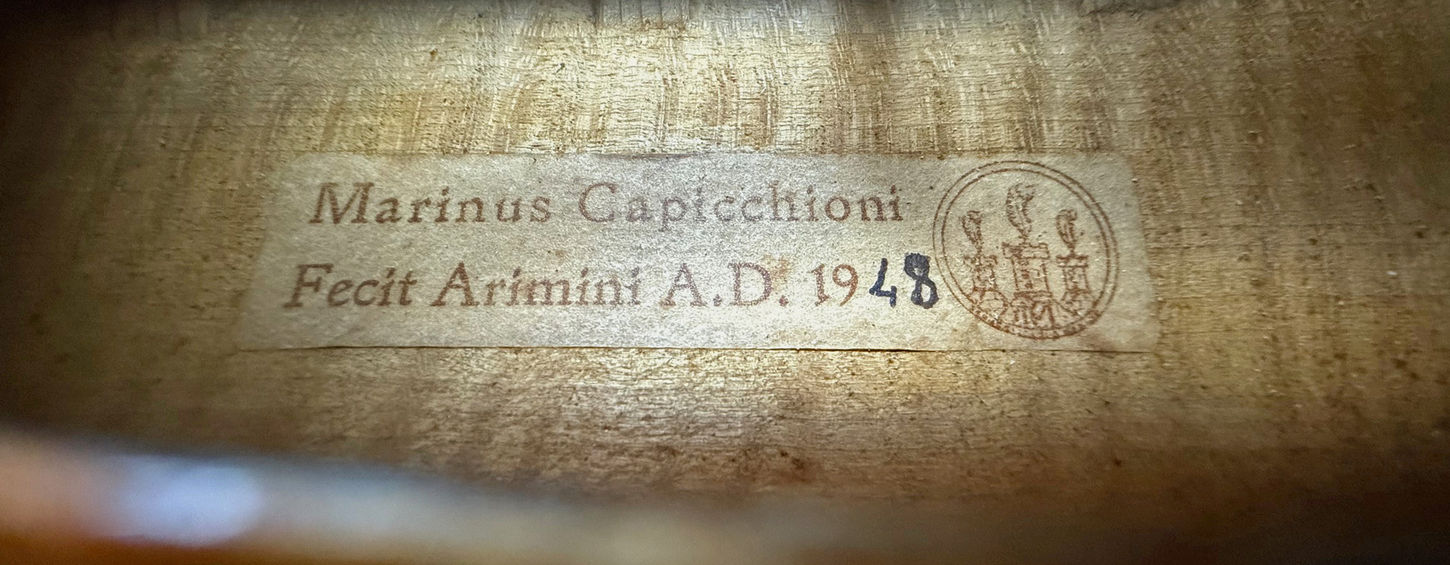 Marinus Capicchioni
Fecit Arimini A.D. 1948